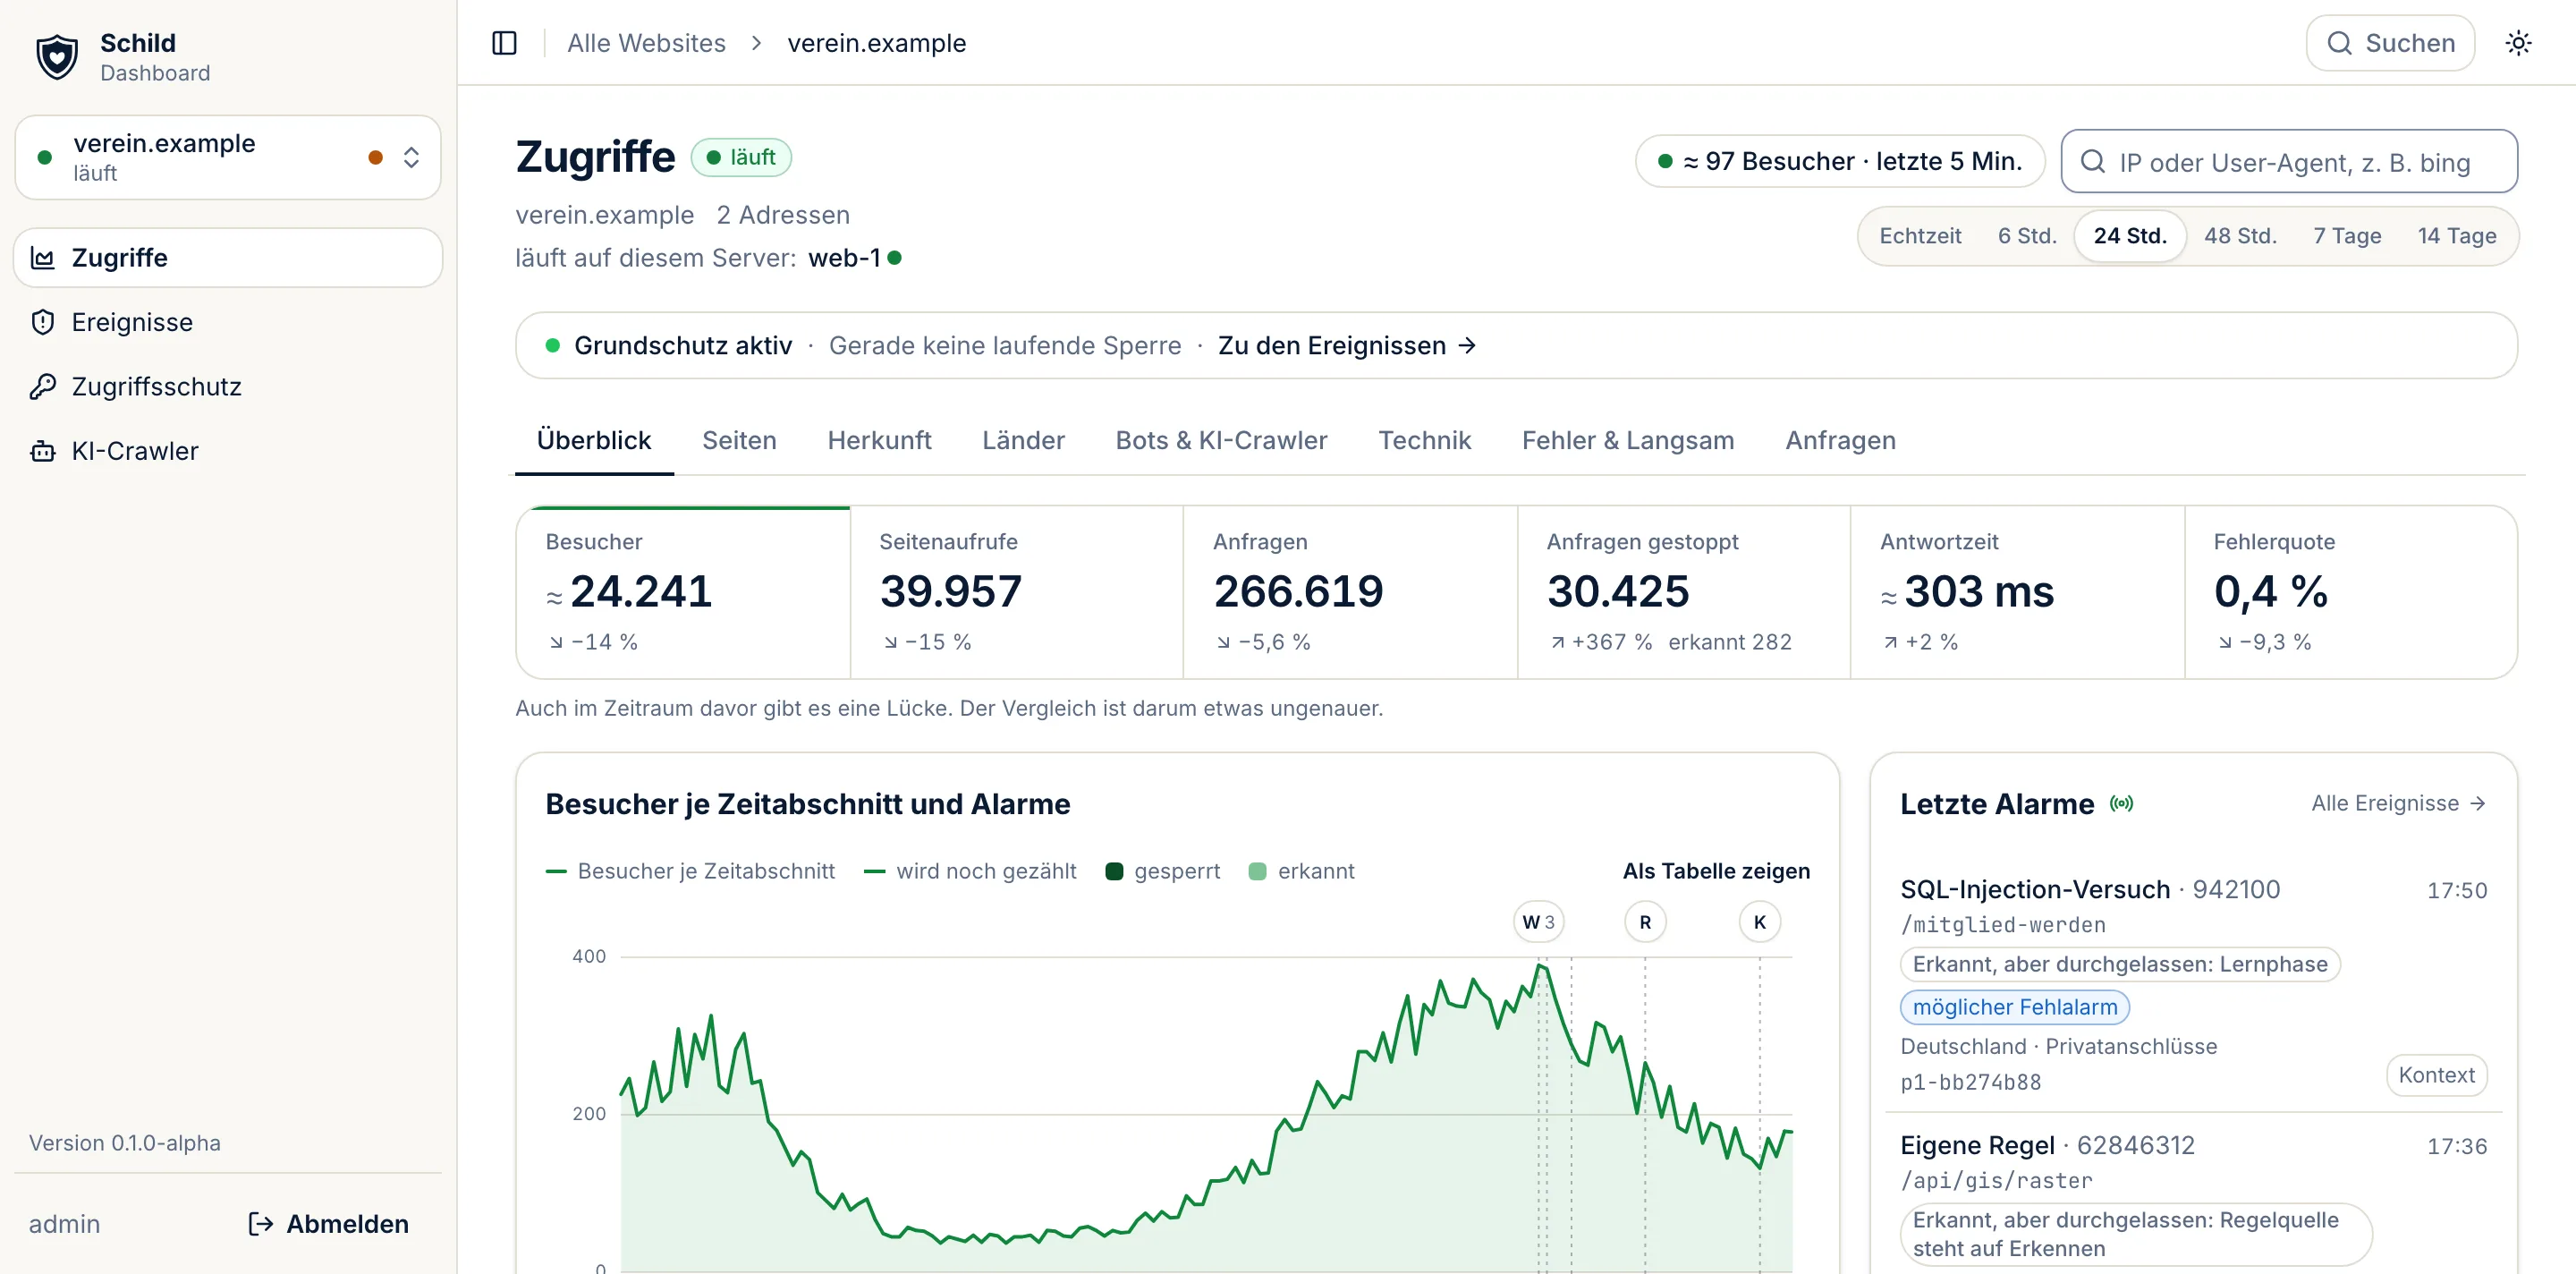 Schild
Dashboard
verein.example
läuft
Zugriffe
Ereignisse
Zugriffsschutz
KI-Crawler
Version 0.1.0-alpha
admin
Abmelden
Alle Websites > verein.example
Suchen
Zugriffe
läuft
≈ 97 Besucher · letzte 5 Min.
IP oder User-Agent, z. B. bing
verein.example 2 Adressen
läuft auf diesem Server: web-1
Echtzeit 6 Std. 24 Std. 48 Std. 7 Tage 14 Tage
Grundschutz aktiv · Gerade keine laufende Sperre · Zu den Ereignissen →
Überblick Seiten Herkunft Länder Bots & KI-Crawler Technik Fehler & Langsam Anfragen
Besucher
≈ 24.241
↘ −14 %
Seitenaufrufe
39.957
↘ −15 %
Anfragen
266.619
↘ −5,6 %
Anfragen gestoppt
30.425
↗ +367 % erkannt 282
Antwortzeit
≈ 303 ms
↗ +2 %
Fehlerquote
0,4 %
↘ −9,3 %
Auch im Zeitraum davor gibt es eine Lücke. Der Vergleich ist darum etwas ungenauer.
Besucher je Zeitabschnitt und Alarme
Besucher je Zeitabschnitt wird noch gezählt gesperrt erkannt
Als Tabelle zeigen
W 3 R K
400
200
0
Letzte Alarme
Alle Ereignisse →
SQL-Injection-Versuch · 942100 17:50
/mitglied-werden
Erkannt, aber durchgelassen: Lernphase
möglicher Fehlalarm
Deutschland · Privatanschlüsse
p1-bb274b88
Kontext
Eigene Regel · 62846312 17:36
/api/gis/raster
Erkannt, aber durchgelassen: Regelquelle
steht auf Erkennen